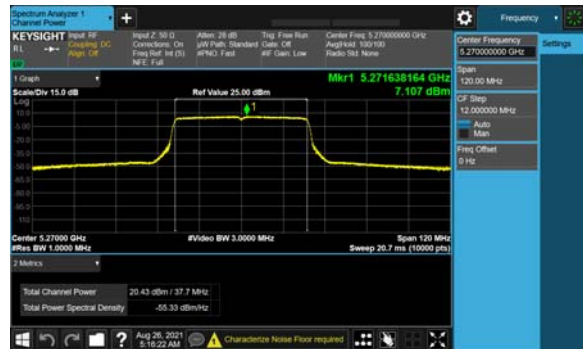 Spectrum Analyzer 1
Channel Power
Frequency
KEYSIGHT
RL
Input: RF
Coupling: DC
Align: Off
Input Z: 50 Ω
Corrections: On
Freq Ref: Int (S)
NFE: Full
Atten: 28 dB
µW Path: Standard
#PNO: Fast
Trig: Free Run
Gate: Off
#IF Gain: Low
Center Freq: 5.270000000 GHz
Avg|Hold: 100/100
Radio Std: None
Center Frequency
5.270000000 GHz
Settings
Span
120.00 MHz
CF Step
12.000000 MHz
Auto
Man
Freq Offset
0 Hz
1 Graph
Scale/Div 15.0 dB
Ref Value 25.00 dBm
Mkr1 5.271638164 GHz
7.107 dBm
Log
10.0
-5.00
-20.0
-35.0
-50.0
-65.0
-80.0
-95.0
-110
1
Center 5.27000 GHz
#Res BW 1.0000 MHz
#Video BW 3.0000 MHz
Span 120 MHz
Sweep 20.7 ms (10000 pts)
2 Metrics
Total Channel Power 20.43 dBm / 37.7 MHz
Total Power Spectral Density -55.33 dBm/Hz
Aug 26, 2021
5:16:22 AM
Characterize Noise Floor required